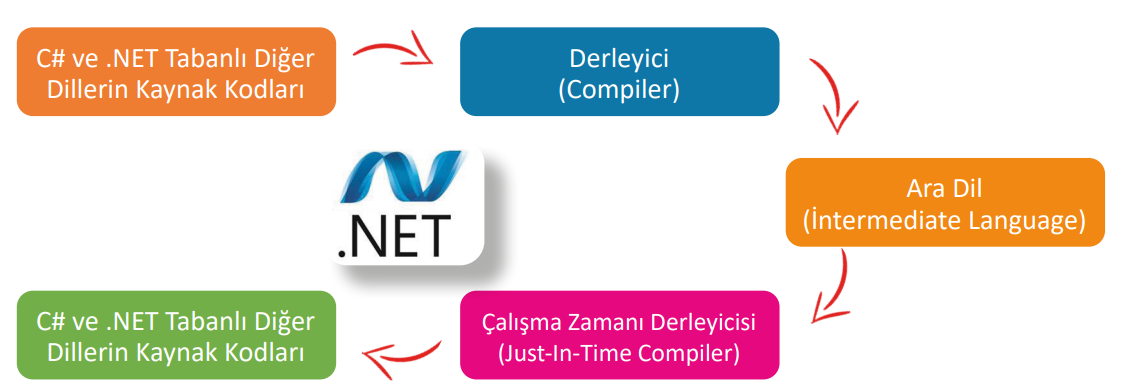 C# ve .NET Tabanlı Diğer
Dillerin Kaynak Kodları
Derleyici
(Compiler)
Ara Dil
(İntermediate Language)
.NET
Çalışma Zamanı Derleyicisi
(Just-In-Time Compiler)
C# ve .NET Tabanlı Diğer
Dillerin Kaynak Kodları